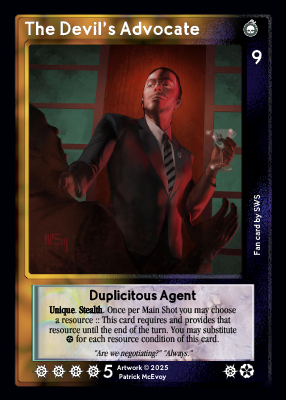 The Devil's Advocate
9
Fan card by SWS
Duplicitous Agent
Unique. Stealth. Once per Main Shot you may choose
a resource :: This card requires and provides that
resource until the end of the turn. You may substitute
for each resource condition of this card.
"Are we negotiating?" "Always."
5
Artwork © 2025
Patrick McEvoy